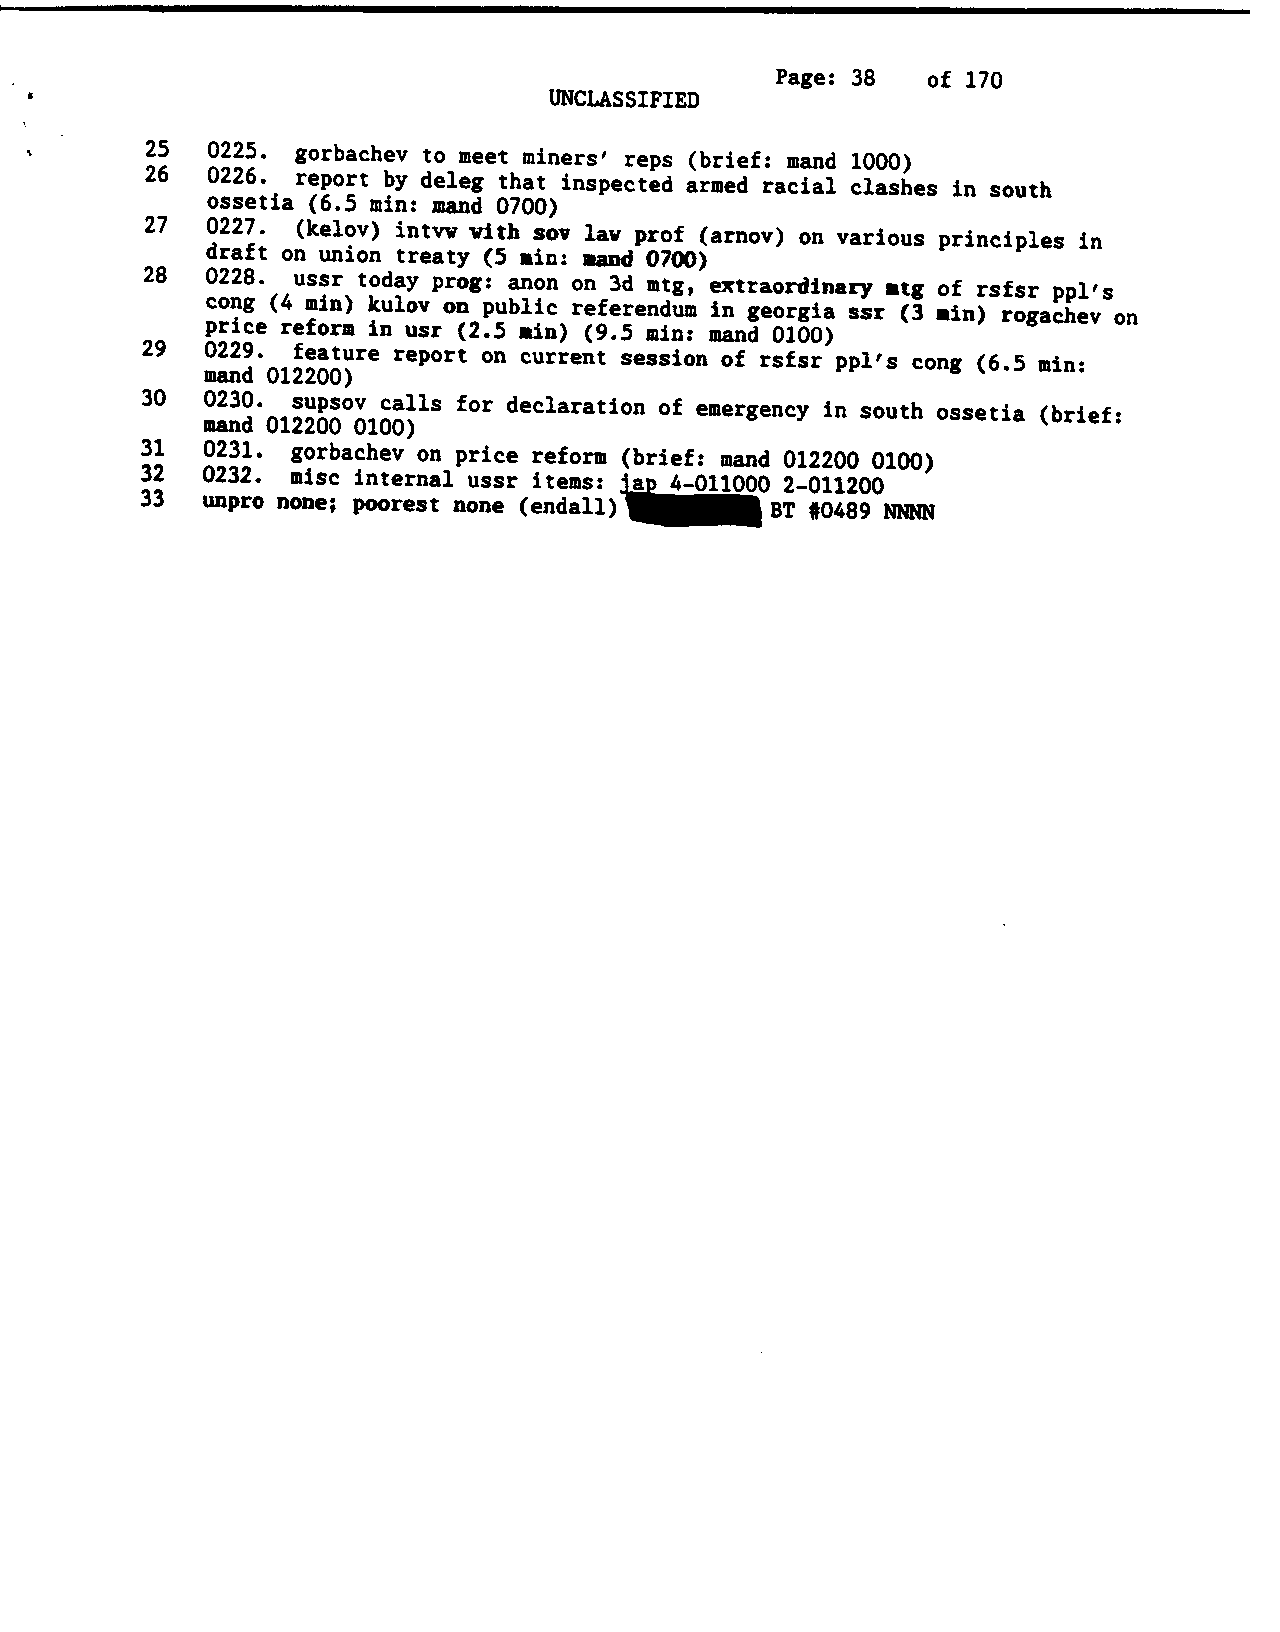 Page: 38 of 170
UNCLASSIFIED
25 0225. gorbachev to meet miners' reps (brief: mand 1000)
26 0226. report by deleg that inspected armed racial clashes in south
ossetia (6.5 min: mand 0700)
27 0227. (kelov) intvw with sov law prof (arnov) on various principles in
draft on union treaty (5 min: mand 0700)
28 0228. ussr today prog: anon on 3d mtg, extraordinary mtg of rsfsr ppl's
cong (4 min) kulov on public referendum in georgia ssr (3 min) rogachev on
price reform in usr (2.5 min) (9.5 min: mand 0100)
29 0229. feature report on current session of rsfsr ppl's cong (6.5 min:
mand 012200)
30 0230. supsov calls for declaration of emergency in south ossetia (brief:
mand 012200 0100)
31 0231. gorbachev on price reform (brief: mand 012200 0100)
32 0232. misc internal ussr items: jap 4-011000 2-011200
33 unpro none; poorest none (endall) BT #0489 NNNN